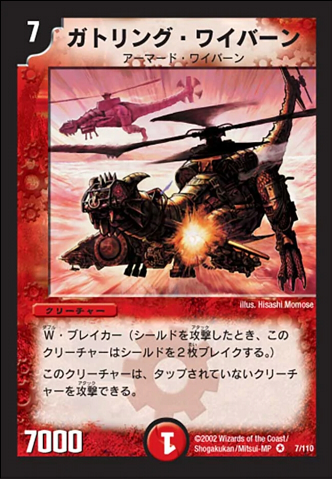 7
ガトリング・ワイバーン
アーマード・ワイバーン
illus. Hisashi Momose
クリーチャー
W・ブレイカー（シールドを攻撃したとき、この
クリーチャーはシールドを2枚ブレイクする。）
このクリーチャーは、タップされていないクリーチ
ャーを攻撃できる。
7000
1
©2002 Wizards of the Coast/
Shogakukan/Mitsui-MP
7/110